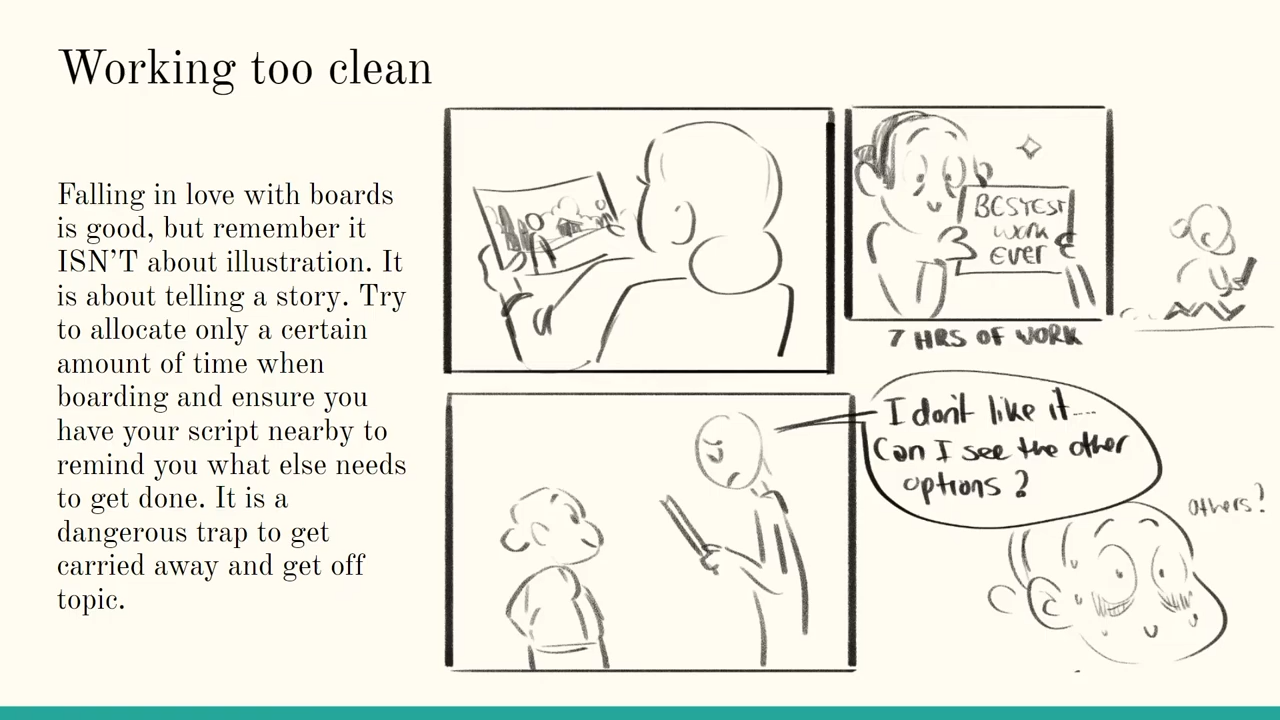 Working too clean
Falling in love with boards
is good, but remember it
ISN’T about illustration. It
is about telling a story. Try
to allocate only a certain
amount of time when
boarding and ensure you
have your script nearby to
remind you what else needs
to get done. It is a
dangerous trap to get
carried away and get off
topic.
BESTEST
WORK
EVER
7 HRS OF WORK
I don't like it....
Can I see the other
options?
others?